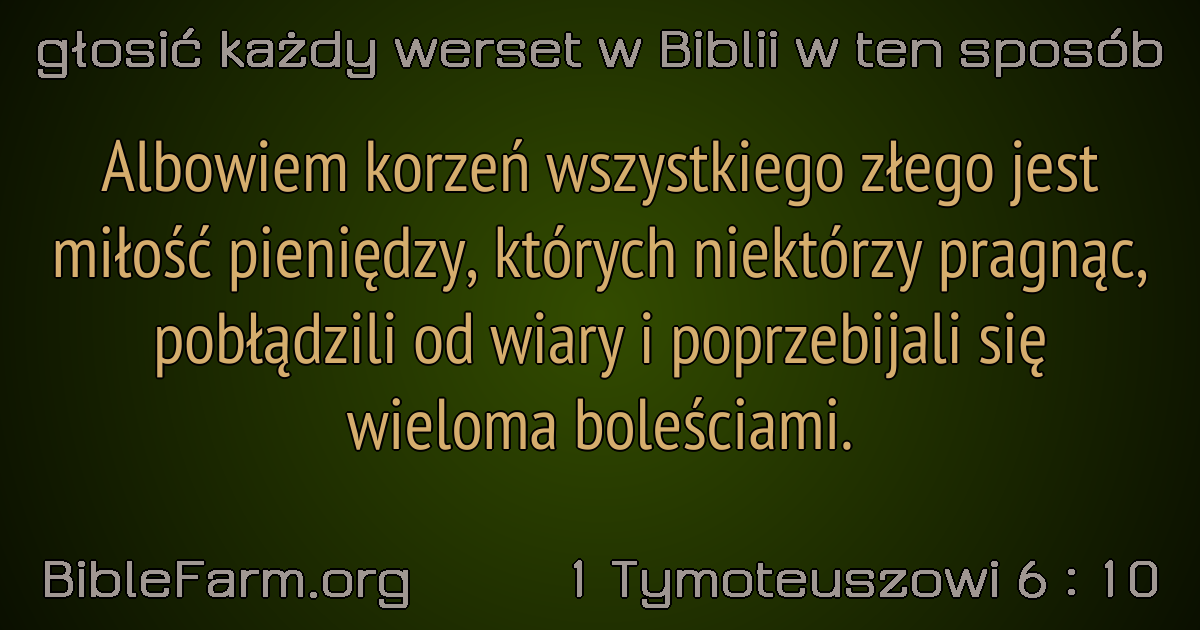 głosić każdy werset w Biblii w ten sposób
Albowiem korzeń wszystkiego złego jest
miłość pieniędzy, których niektórzy pragnąc,
pobłądzili od wiary i poprzebijali się
wieloma boleściami.
BibleFarm.org 1 Tymoteuszowi 6 : 10